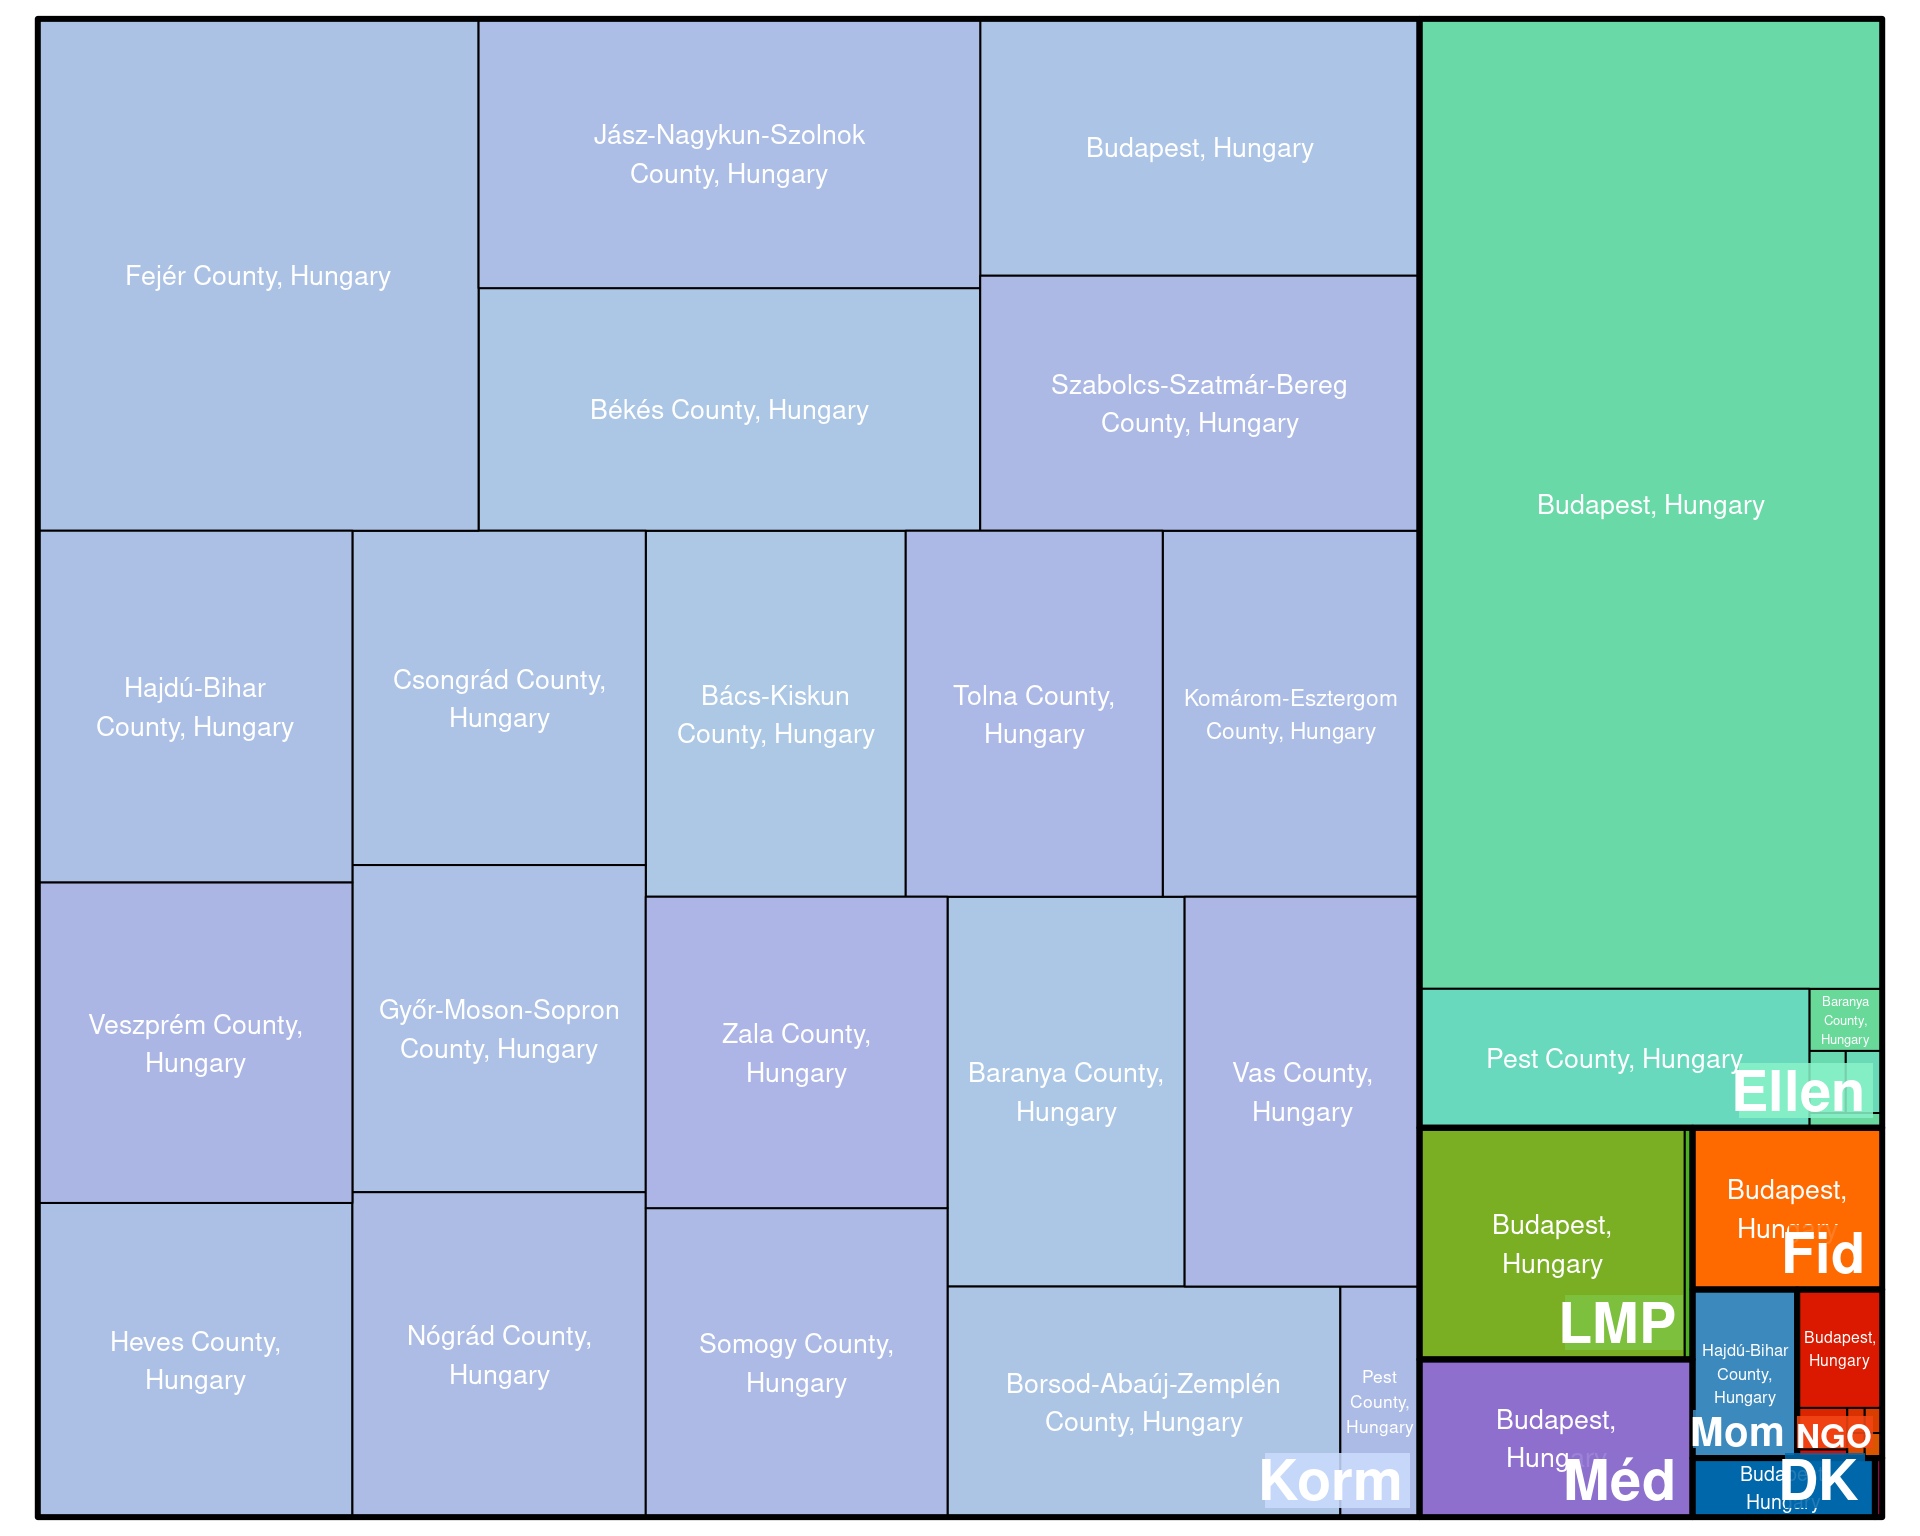 Fejér County, Hungary
Jász-Nagykun-Szolnok
County, Hungary
Budapest, Hungary
Békés County, Hungary
Szabolcs-Szatmár-Bereg
County, Hungary
Hajdú-Bihar
County, Hungary
Csongrád County,
Hungary
Bács-Kiskun
County, Hungary
Tolna County,
Hungary
Komárom-Esztergom
County, Hungary
Veszprém County,
Hungary
Győr-Moson-Sopron
County, Hungary
Zala County,
Hungary
Baranya County,
Hungary
Vas County,
Hungary
Heves County,
Hungary
Nógrád County,
Hungary
Somogy County,
Hungary
Borsod-Abaúj-Zemplén
County, Hungary
Pest
County,
Hungary
Korm
Budapest, Hungary
Pest County, Hungary
Baranya
County,
Hungary
Ellen
Budapest,
Hungary
LMP
Budapest,
Hungary
Fid
Budapest,
Hungary
Méd
Hajdú-Bihar
County,
Hungary
Mom
Budapest,
Hungary
NGO
Budapest,
Hungary
DK